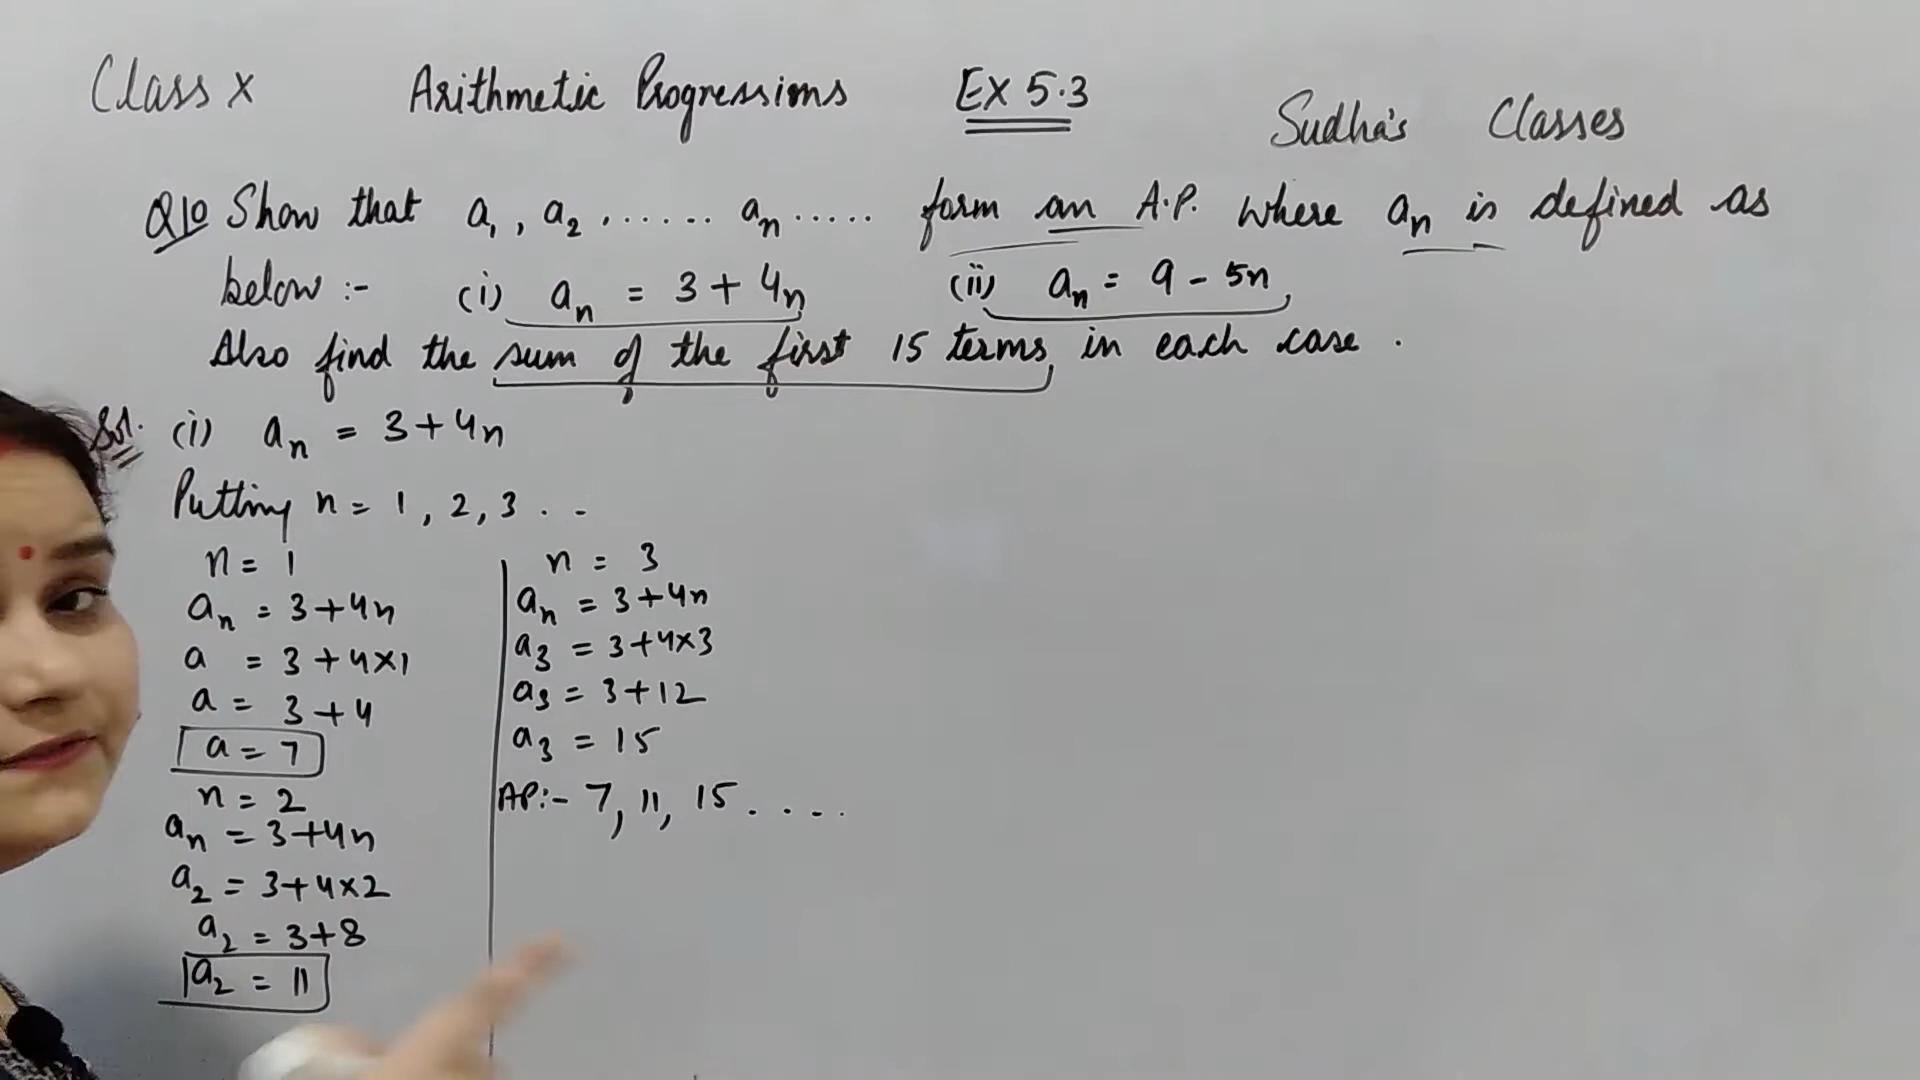 Class X Arithmetic Progressions Ex 5.3 Sudha's Classes
Q10 Show that a₁, a₂ ...... aₙ ..... form an A.P. where aₙ is defined as
below :- (i) aₙ = 3 + 4n (ii) aₙ = 9 - 5n
Also find the sum of the first 15 terms in each case.
Sol. (i) aₙ = 3+4n
Putting n = 1, 2, 3 . .
n = 1
aₙ = 3+4n
a = 3+4×1
a = 3+4
a = 7
n = 2
aₙ = 3+4n
a₂ = 3+4×2
a₂ = 3+8
a₂ = 11
n = 3
aₙ = 3+4n
a₃ = 3+4×3
a₃ = 3+12
a₃ = 15
AP:- 7, 11, 15 . . . .